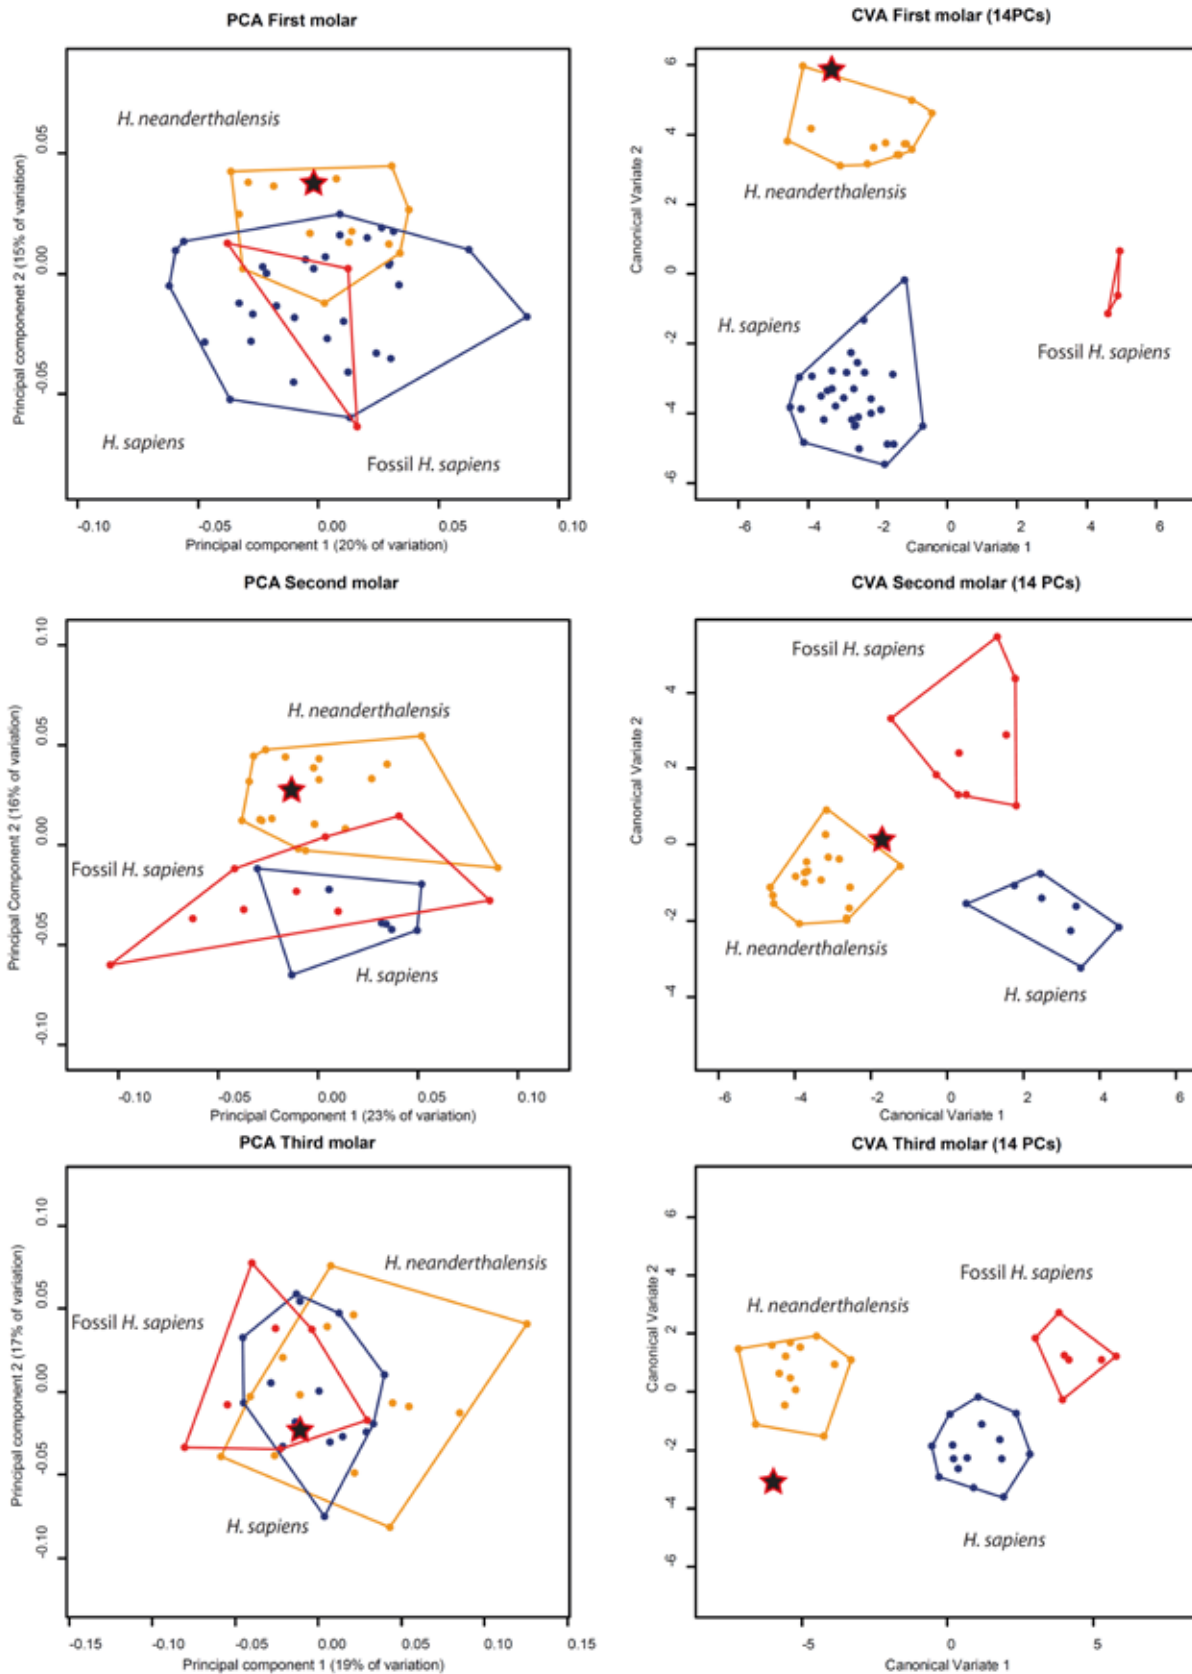 PCA First molar
Principal componenet 2 (15% of variation)
0.05
0.00
-0.05
H. neanderthalensis
H. sapiens
Fossil H. sapiens
-0.10
-0.05
0.00
0.05
0.10
Principal component 1 (20% of variation)
CVA First molar (14PCs)
Canonical Variate 2
6
4
2
0
-2
-4
-6
H. neanderthalensis
H. sapiens
Fossil H. sapiens
-6
-4
-2
0
2
4
6
Canonical Variate 1
PCA Second molar
Principal Component 2 (16% of variation)
0.10
0.05
0.00
-0.05
-0.10
H. neanderthalensis
Fossil H. sapiens
H. sapiens
-0.10
-0.05
0.00
0.05
0.10
Principal Component 1 (23% of variation)
CVA Second molar (14 PCs)
Canonical Variate 2
4
2
0
-2
-4
Fossil H. sapiens
H. neanderthalensis
H. sapiens
-6
-4
-2
0
2
4
6
Canonical Variate 1
PCA Third molar
Principal component 2 (17% of variation)
0.10
0.05
0.00
-0.05
-0.10
H. neanderthalensis
Fossil H. sapiens
H. sapiens
-0.15
-0.10
-0.05
0.00
0.05
0.10
0.15
Principal component 1 (19% of variation)
CVA Third molar (14 PCs)
Canonical Variate 2
6
4
2
0
-2
-4
-6
Fossil H. sapiens
H. neanderthalensis
H. sapiens
-5
0
5
Canonical Variate 1